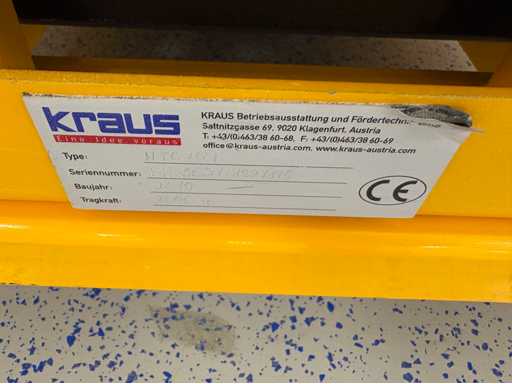 kraus
Eine Idee voraus
KRAUS Betriebsausstattung und Fördertechnik
Saltnitzgasse 69, 9020 Klagenfurt, Austria
T. +43/(0)463/38 60-68, F. +43/(0)463/38 60-69
office@kraus-austria.com www.kraus-austria.com
Type:
Seriennummer:
Baujahr:
Tragkraft:
CE